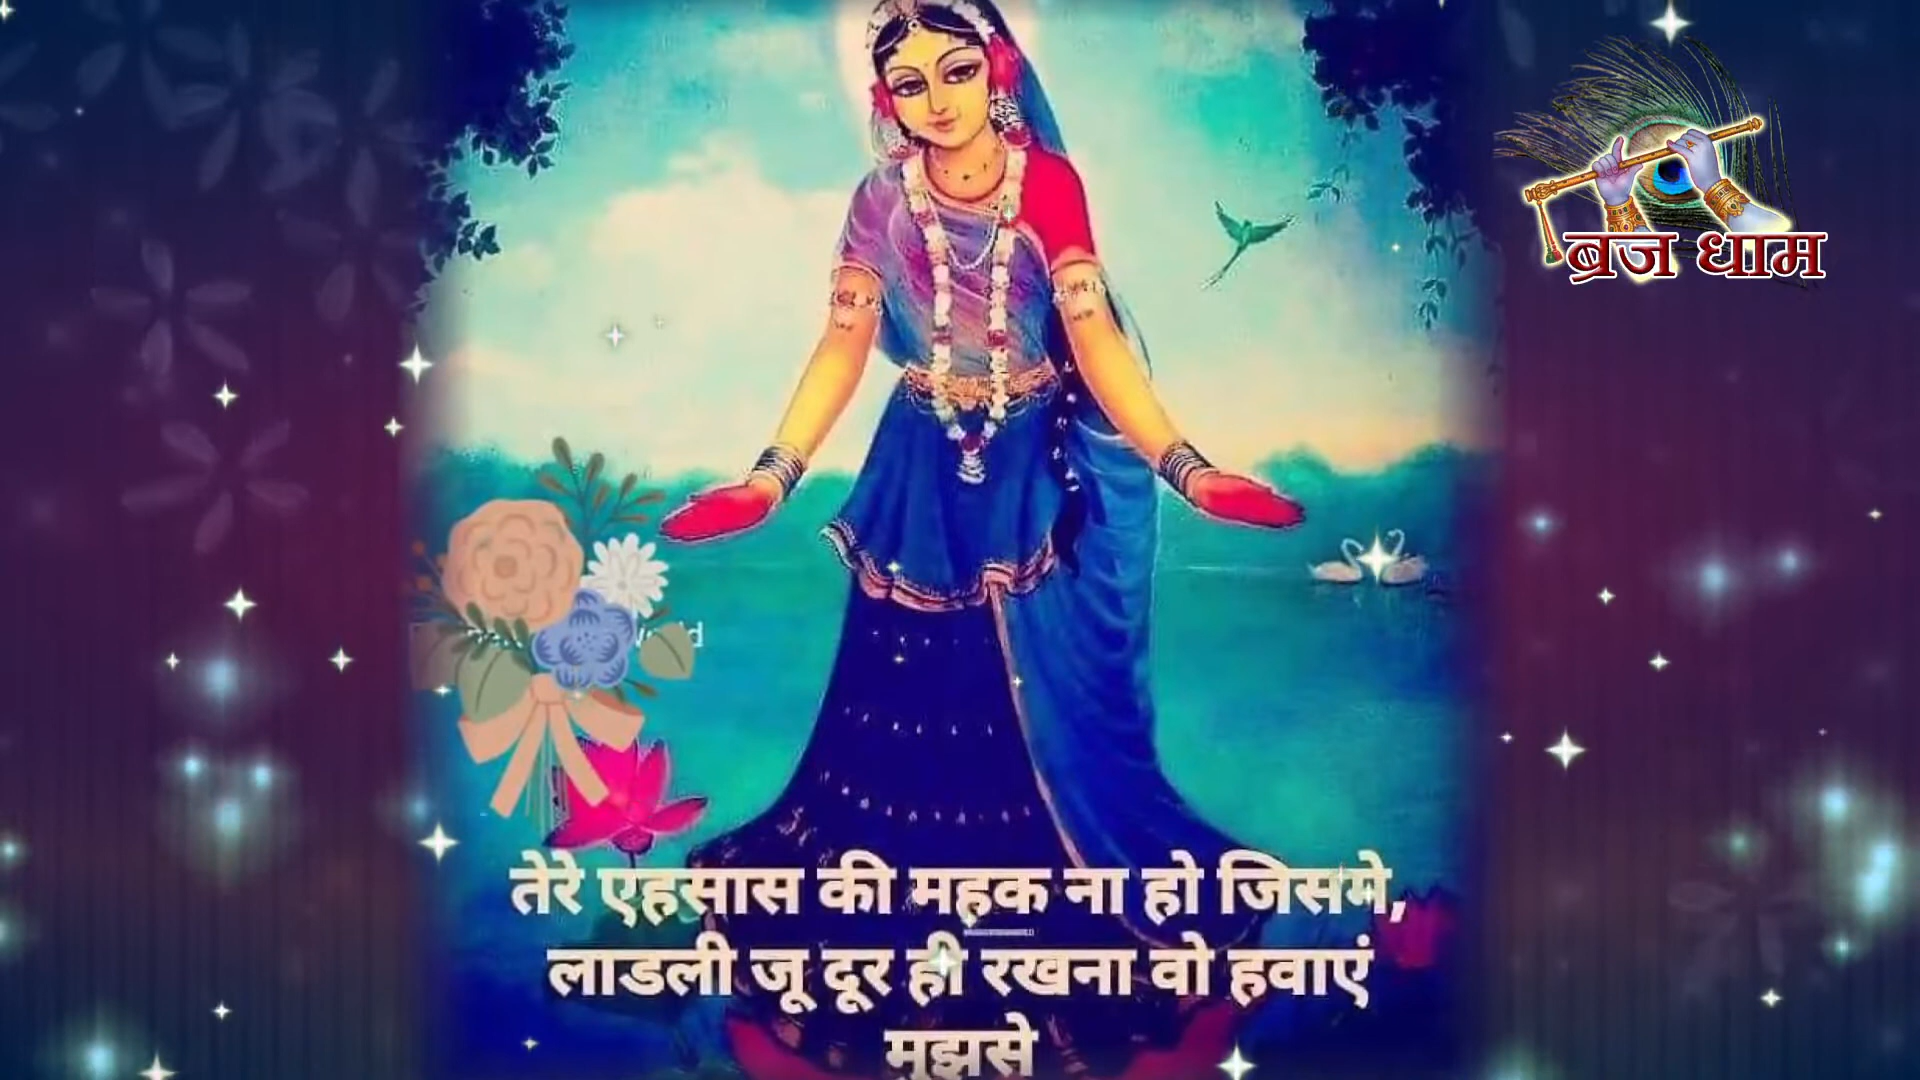 ब्रज धाम
तेरे एहसास की महक ना हो जिसमे,
लाडली जू दूर ही रखना वो हवाएं
मुझसे